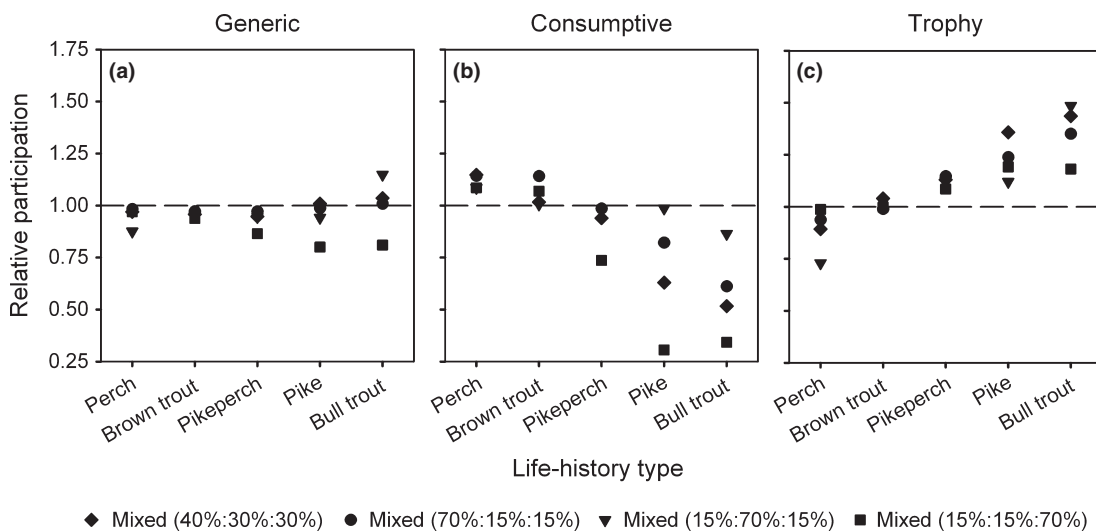 Generic Consumptive Trophy
(a) (b) (c)
Relative participation
1.75
1.50
1.25
1.00
0.75
0.50
0.25
Perch Brown trout Pikeperch Pike Bull trout
Perch Brown trout Pikeperch Pike Bull trout
Perch Brown trout Pikeperch Pike Bull trout
Life-history type
Mixed (40%:30%:30%) Mixed (70%:15%:15%) Mixed (15%:70%:15%) Mixed (15%:15%:70%)